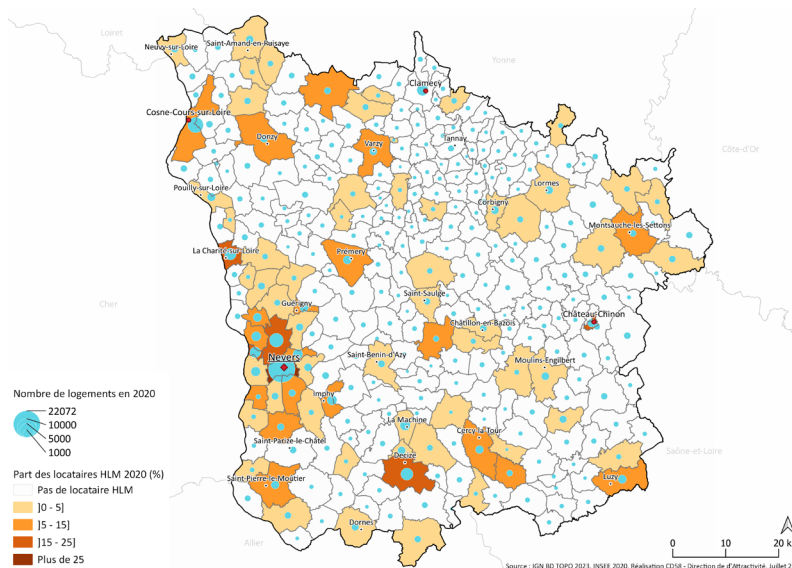 Loiret
Yonne
Côte-d'Or
Cher
Allier
Saône-et-Loire
Neuvy-sur-Loire
Saint-Amand-en-Puisaye
Clamecy
Cosne-Cours-sur-Loire
Donzy
Varzy
Tannay
Pouilly-sur-Loire
Corbigny
Lormes
Montsauche-les-Settons
La Charité-sur-Loire
Prémery
Saint-Saulge
Guérigny
Château-Chinon
Châtillon-en-Bazois
Nevers
Saint-Benin-d'Azy
Moulins-Engilbert
Imphy
La Machine
Cercy-la-Tour
Saint-Parize-le-Châtel
Decize
Saint-Pierre-le-Moutier
Luzy
Dornes
Nombre de logements en 2020
22072
10000
5000
1000
Part des locataires HLM 2020 (%)
Pas de locataire HLM
]0 - 5]
]5 - 15]
]15 - 25]
Plus de 25
N
0 10 20 k
Source : IGN BD TOPO 2023, INSEE 2020. Réalisation CD58 - Direction de d'Attractivité. Juillet 2